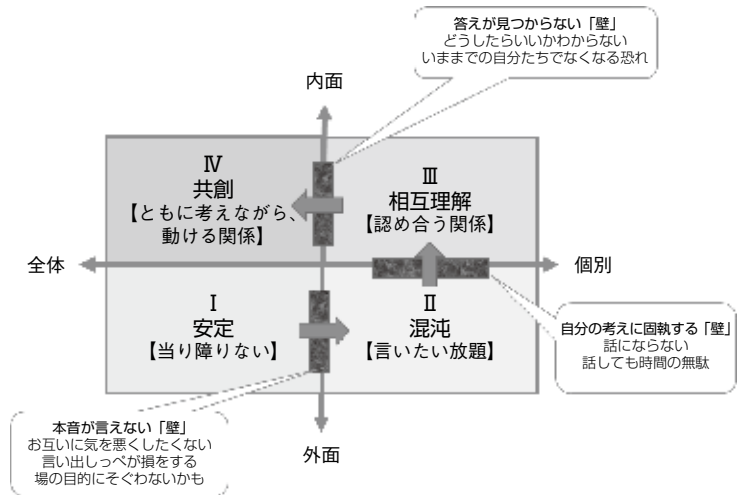 答えが見つからない「壁」
どうしたらいいかわからない
いままでの自分たちでなくなる恐れ
内面
Ⅳ
共創
【ともに考えながら、
動ける関係】
Ⅲ
相互理解
【認め合う関係】
全体
個別
Ⅰ
安定
【当り障りない】
Ⅱ
混沌
【言いたい放題】
自分の考えに固執する「壁」
話にならない
話しても時間の無駄
本音が言えない「壁」
お互いに気を悪くしたくない
言い出しっぺが損をする
場の目的にそぐわないかも
外面